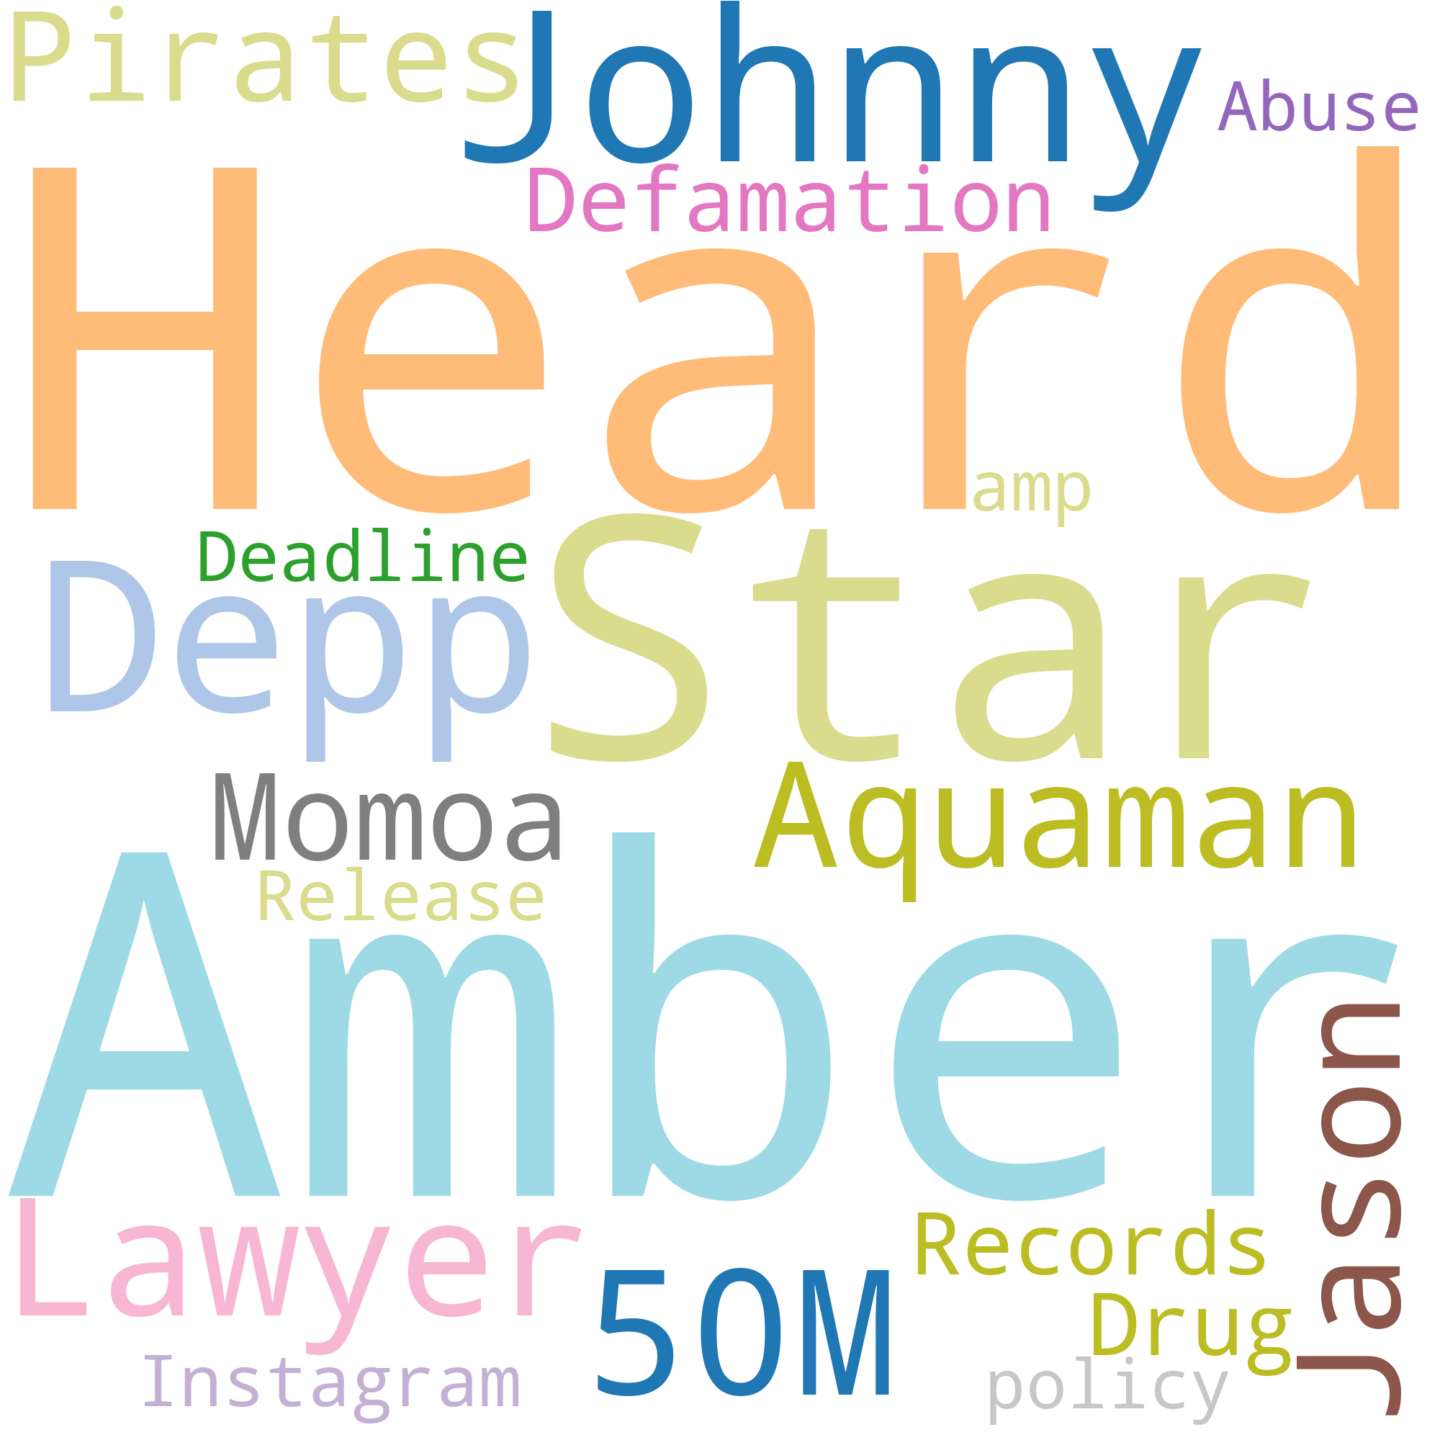 Pirates
Johnny
Abuse
Defamation
Heard
amp
Star
Deadline
Depp
Momoa
Aquaman
Release
Amber
Jason
Lawyer
Records
50M
Drug
Instagram
policy